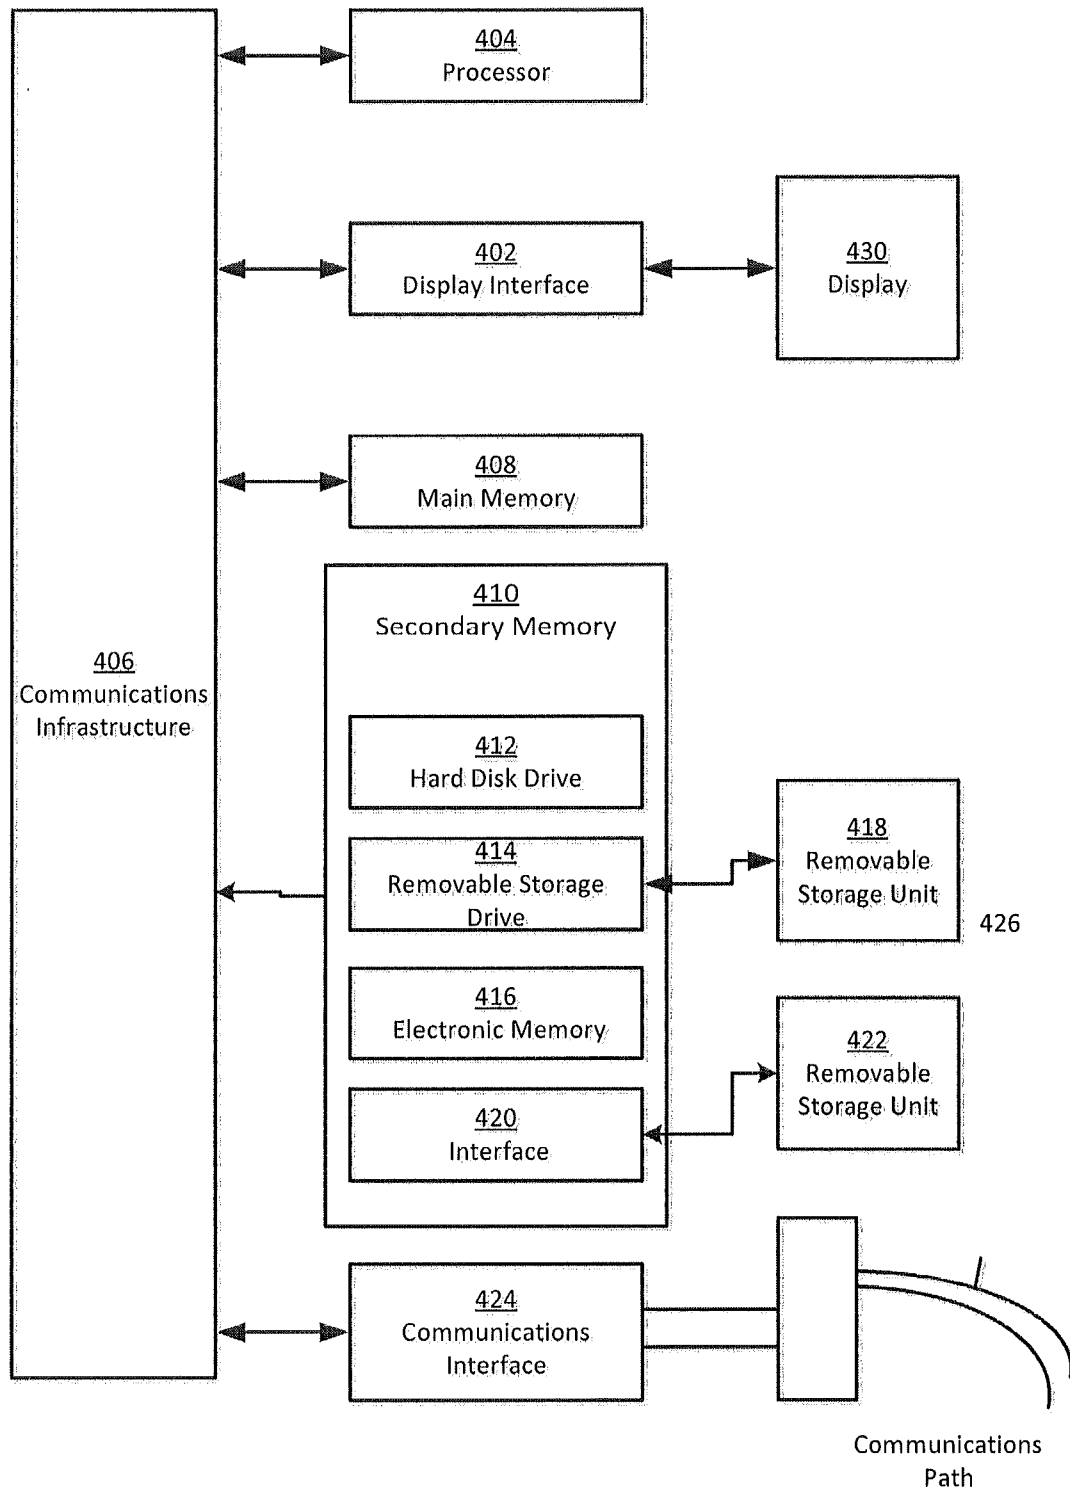 404
Processor
402
Display Interface
430
Display
408
Main Memory
410
Secondary Memory
406
Communications
Infrastructure
412
Hard Disk Drive
414
Removable Storage
Drive
418
Removable
Storage Unit
426
416
Electronic Memory
422
Removable
Storage Unit
420
Interface
424
Communications
Interface
Communications
Path